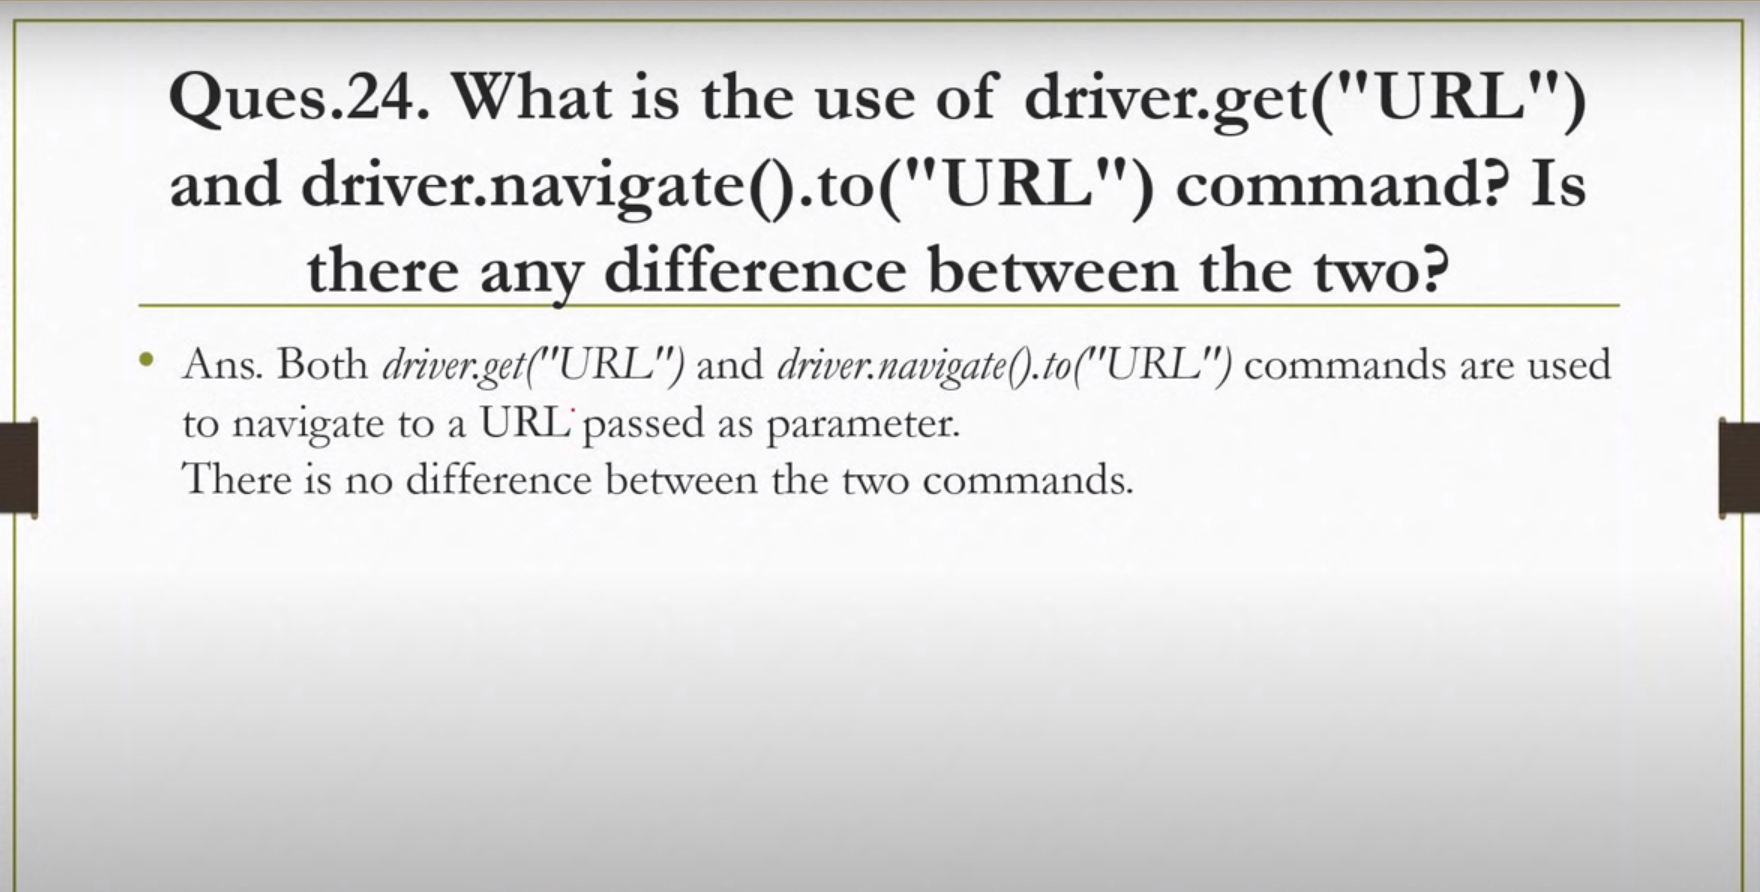 Ques.24. What is the use of driver.get("URL")
and driver.navigate().to("URL") command? Is
there any difference between the two?
• Ans. Both driver.get("URL") and driver.navigate().to("URL") commands are used
to navigate to a URL passed as parameter.
There is no difference between the two commands.